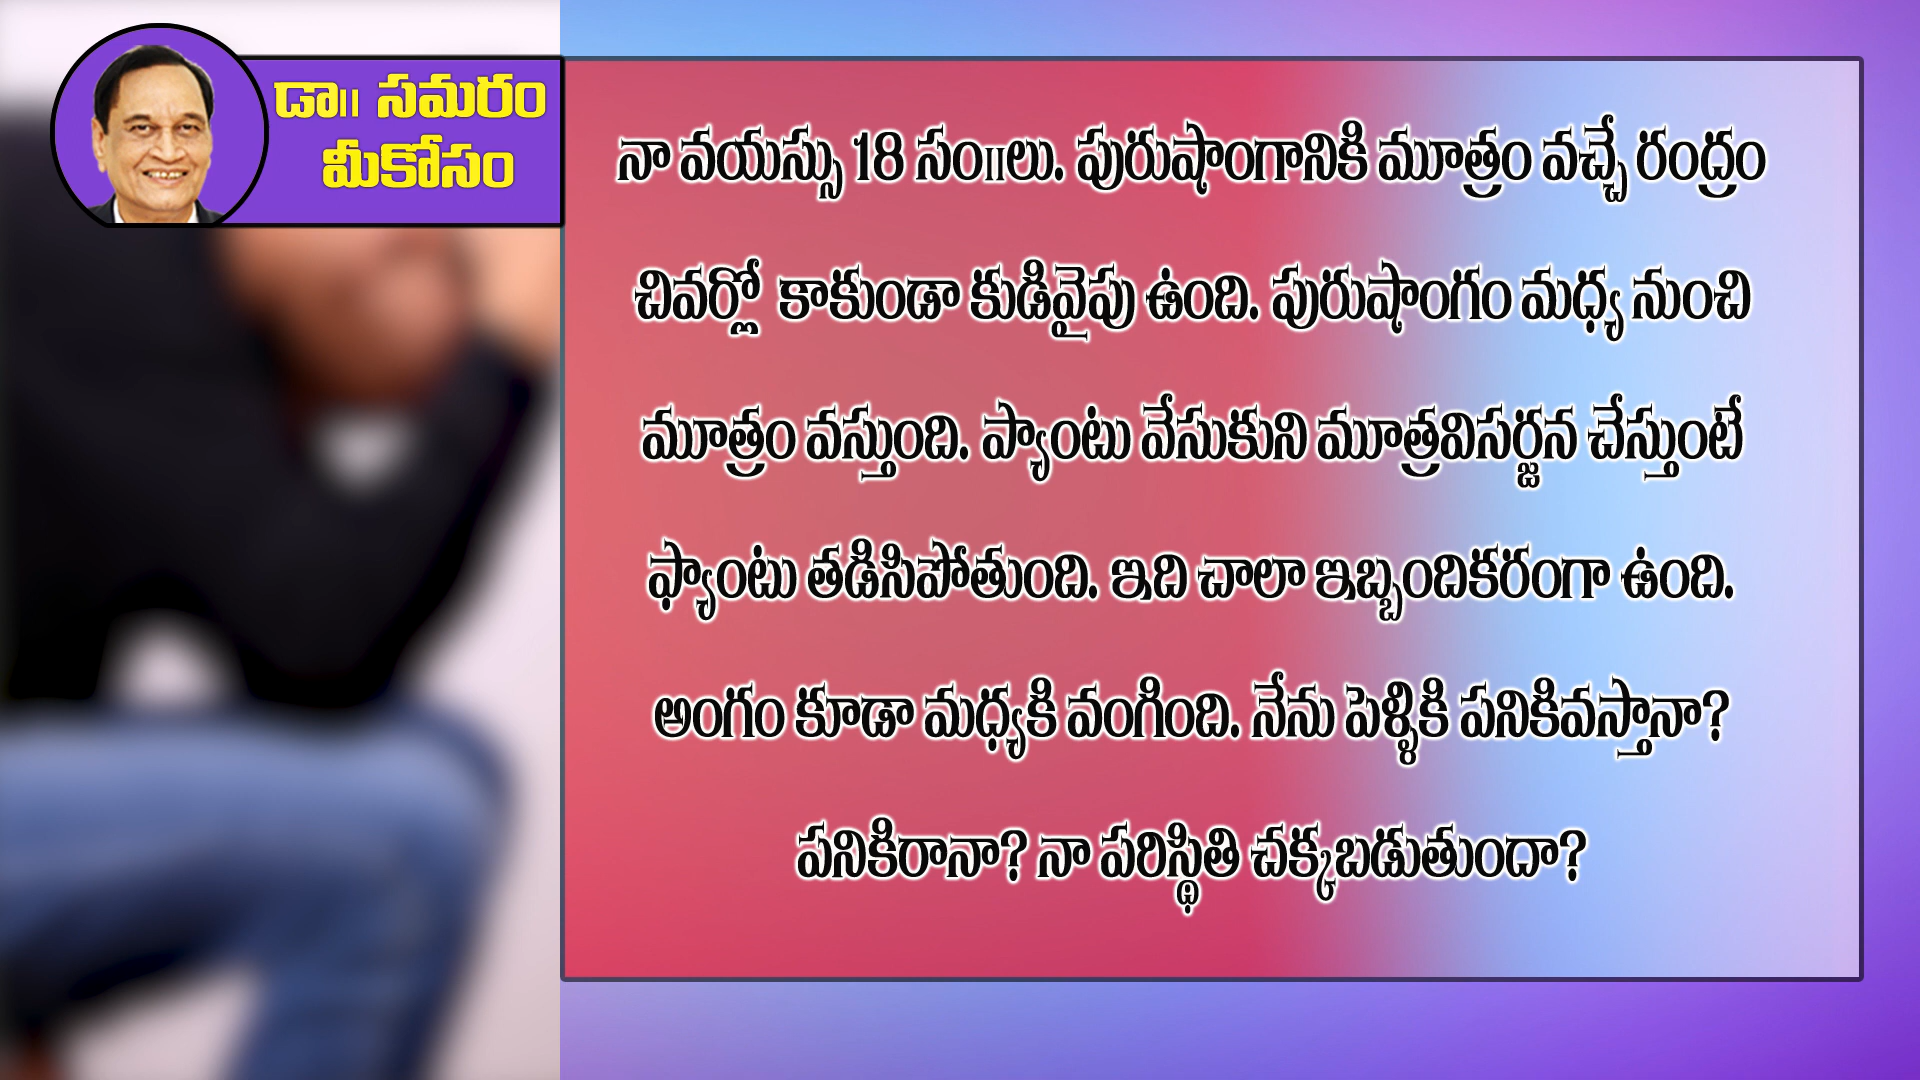 డా॥ సమరం
మీకోసం
నా వయస్సు 18 సం॥లు. పురుషాంగానికి మూత్రం వచ్చే రంధ్రం
చివర్లో కాకుండా కుడివైపు ఉంది. పురుషాంగం మధ్య నుంచి
మూత్రం వస్తుంది. ప్యాంటు వేసుకుని మూత్రవిసర్జన చేస్తుంటే
ఫ్యాంటు తడిసిపోతుంది. ఇది చాలా ఇబ్బందికరంగా ఉంది.
అంగం కూడా మధ్యకి వంగింది. నేను పెళ్ళికి పనికివస్తానా?
పనికిరానా? నా పరిస్థితి చక్కబడుతుందా?